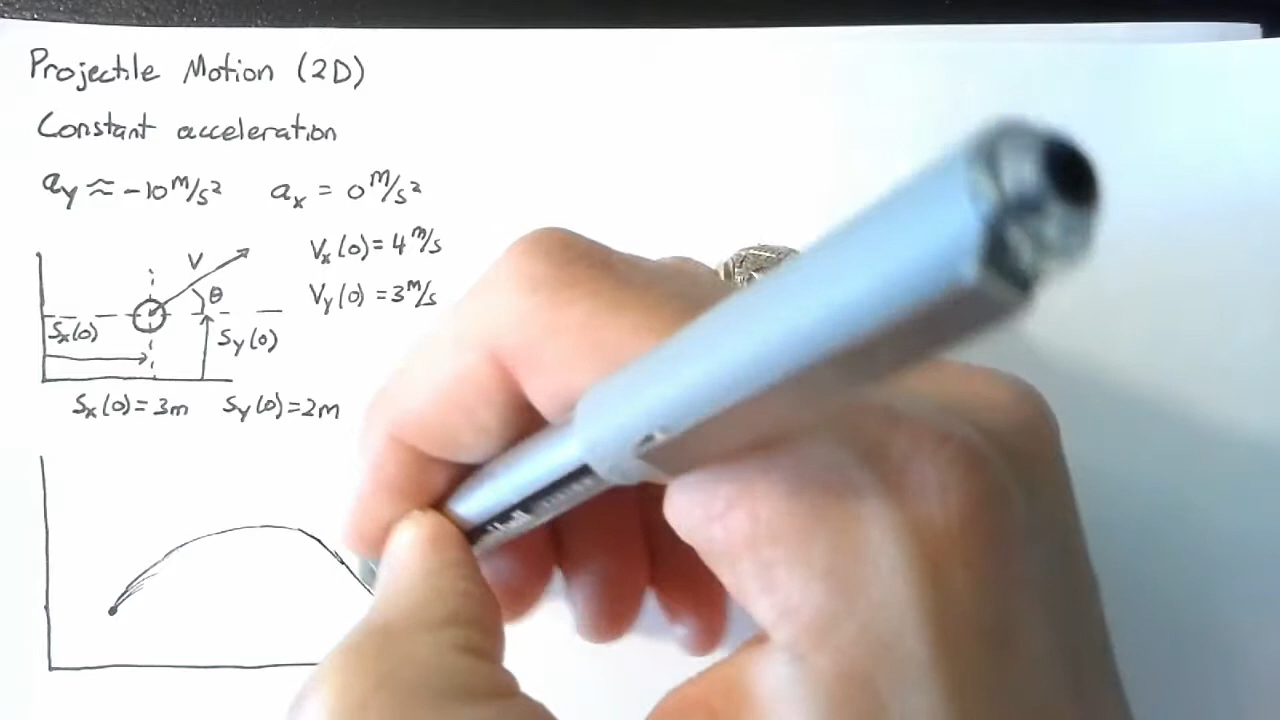 Projectile Motion (2D)
Constant acceleration
ay ≈ -10 m/s² ax = 0 m/s²
V
θ
Vx(0) = 4 m/s
Vy(0) = 3 m/s
Sx(0)
Sy(0)
Sx(0) = 3m Sy(0) = 2m